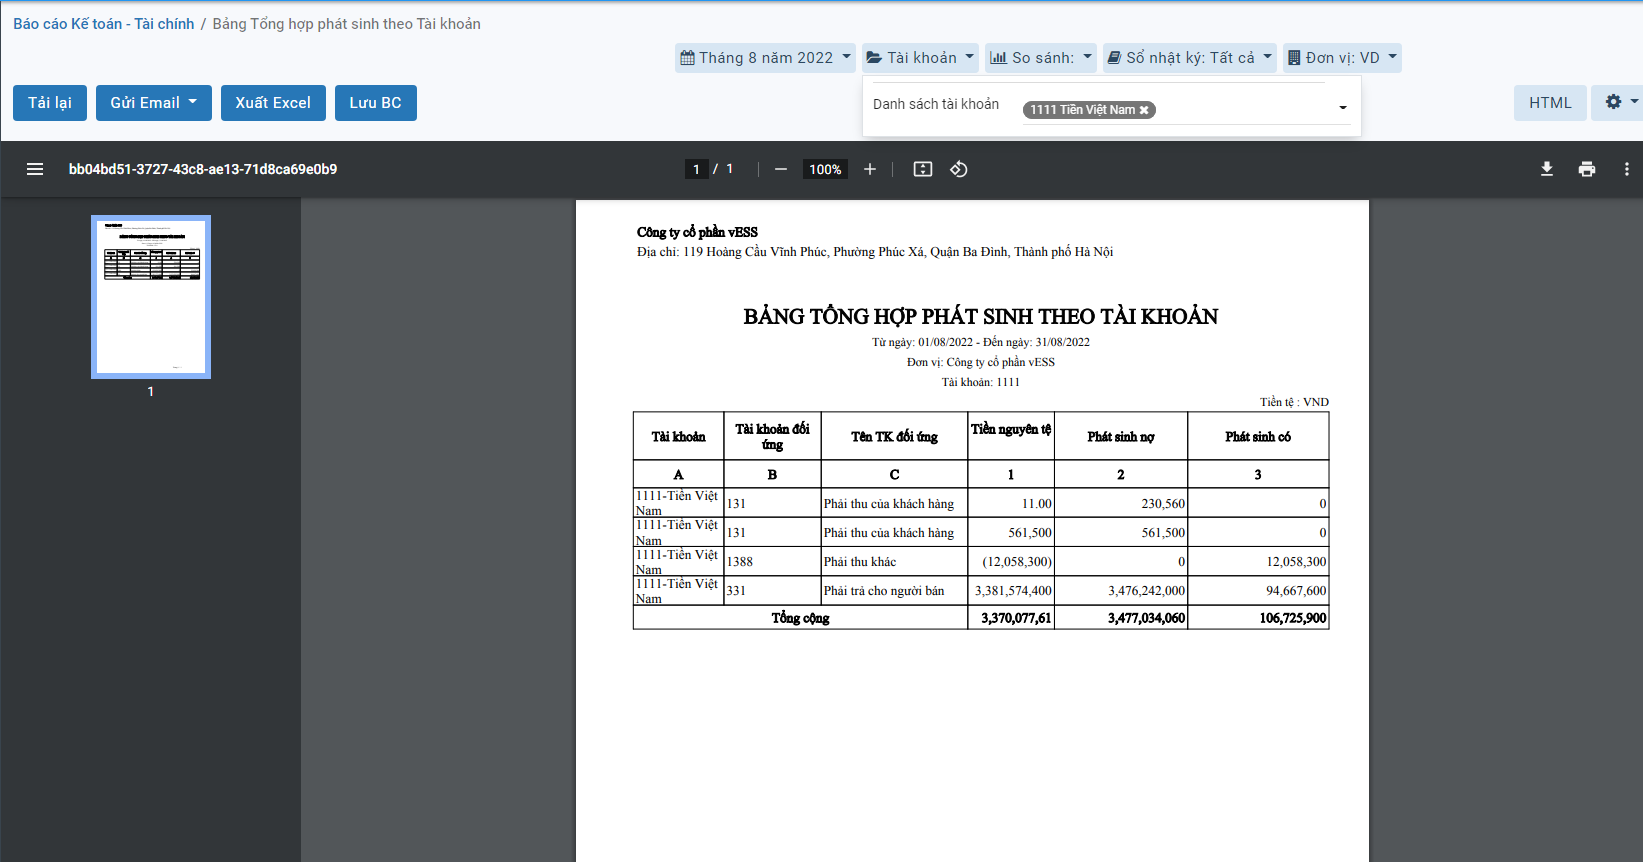 Báo cáo Kế toán - Tài chính / Bảng Tổng hợp phát sinh theo Tài khoản
Tháng 8 năm 2022 Tài khoản So sánh: Sổ nhật ký: Tất cả Đơn vị: VD
Tải lại Gửi Email Xuất Excel Lưu BC HTML
Danh sách tài khoản 1111 Tiền Việt Nam ✖
bb04bd51-3727-43c8-ae13-71d8ca69e0b9 1 / 1 — 100% +
1
Công ty cổ phần vESS
Địa chỉ: 119 Hoàng Cầu Vĩnh Phúc, Phường Phúc Xá, Quận Ba Đình, Thành phố Hà Nội
BẢNG TỔNG HỢP PHÁT SINH THEO TÀI KHOẢN
Từ ngày: 01/08/2022 - Đến ngày: 31/08/2022
Đơn vị: Công ty cổ phần vESS
Tài khoản: 1111
Tiền tệ : VND
Tài khoản Tài khoản đối ứng Tên TK đối ứng Tiền nguyên tệ Phát sinh nợ Phát sinh có
A B C 1 2 3
1111-Tiền Việt Nam 131 Phải thu của khách hàng 11.00 230,560 0
1111-Tiền Việt Nam 131 Phải thu của khách hàng 561,500 561,500 0
1111-Tiền Việt Nam 1388 Phải thu khác (12,058,300) 0 12,058,300
1111-Tiền Việt Nam 331 Phải trả cho người bán 3,381,574,400 3,476,242,000 94,667,600
Tổng cộng 3,370,077,61 3,477,034,060 106,725,900